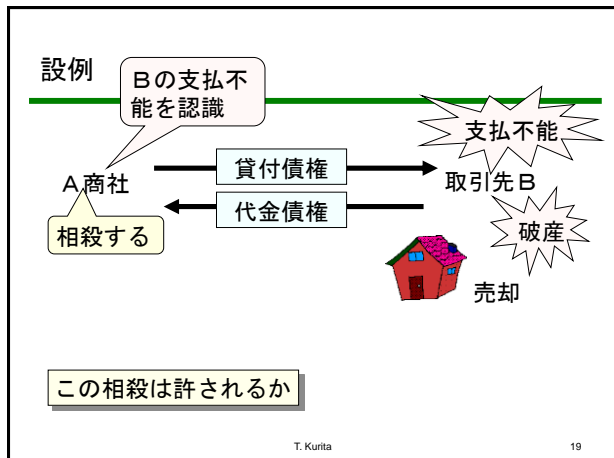 設例
Ｂの支払不
能を認識
支払不能
貸付債権
Ａ商社
取引先Ｂ
代金債権
相殺する
破産
売却
この相殺は許されるか
T. Kurita
19